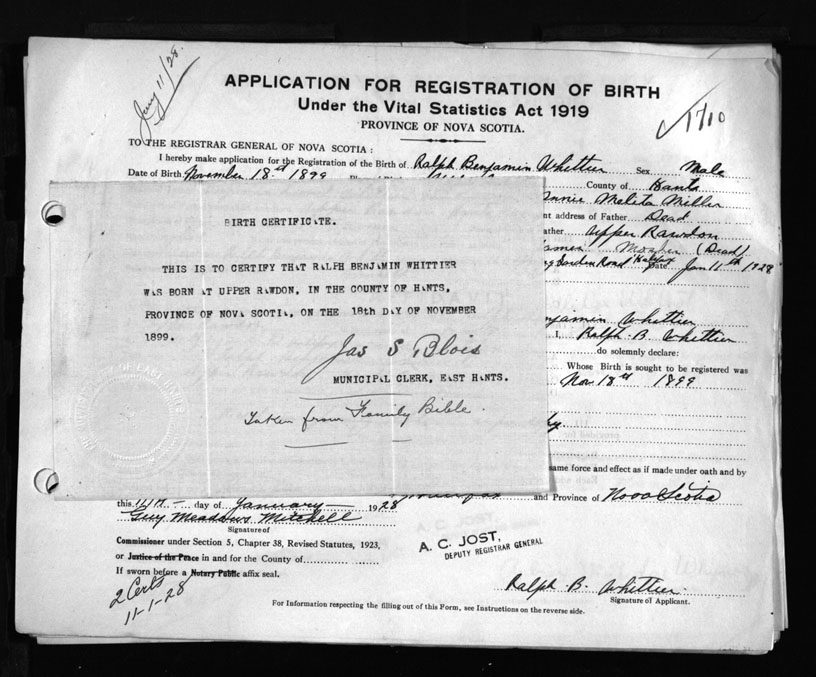 Jany 11/28.
APPLICATION FOR REGISTRATION OF BIRTH
Under the Vital Statistics Act 1919
PROVINCE OF NOVA SCOTIA.
1710
TO THE REGISTRAR GENERAL OF NOVA SCOTIA:
I hereby make application for the Registration of the Birth of Ralph Benjamin Whittier Sex Male
Date of Birth November 18th 1899 County of Hants
Annie Melita Miller
nt address of Father Dead
ather Upper Rawdon
Mosher (Dead)
ng Garden Road Halifax Date Jan 11th 1928
BIRTH CERTIFICATE.
THIS IS TO CERTIFY THAT RALPH BENJAMIN WHITTIER
WAS BORN AT UPPER RAWDON, IN THE COUNTY OF HANTS,
PROVINCE OF NOVA SCOTIA, ON THE 18th DAY OF NOVEMBER
1899.
Jas S Blois
MUNICIPAL CLERK, EAST HANTS.
Taken from Family Bible.
njamin Whittier
I, Ralph B. Whittier
do solemnly declare:
Whose Birth is sought to be registered was
Nov 18th 1899
same force and effect as if made under oath and by
this 11th day of January 1928 Halifax and Province of Nova Scotia
Guy Meadows Mitchell
Signature of
Commissioner under Section 5, Chapter 38, Revised Statutes, 1923,
or Justice of the Peace in and for the County of
If sworn before a Notary Public affix seal.
A. C. JOST,
DEPUTY REGISTRAR GENERAL
2 Certs
11-1-28
Ralph B. Whittier
Signature of Applicant.
For Information respecting the filling out of this Form, see Instructions on the reverse side.